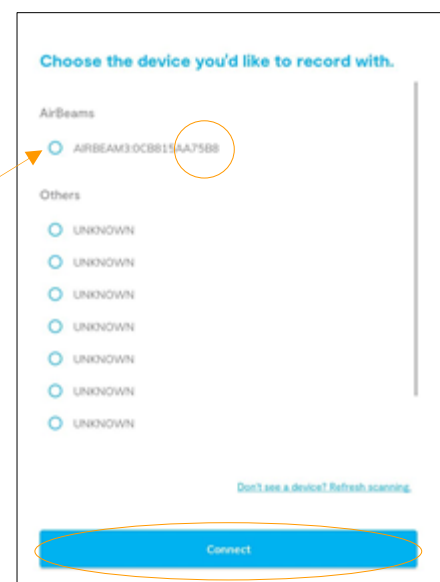 Choose the device you'd like to record with.
AirBeams
AIRBEAM3:0CB815AA75B8
Others
UNKNOWN
UNKNOWN
UNKNOWN
UNKNOWN
UNKNOWN
UNKNOWN
UNKNOWN
Don't see a device? Refresh scanning.
Connect